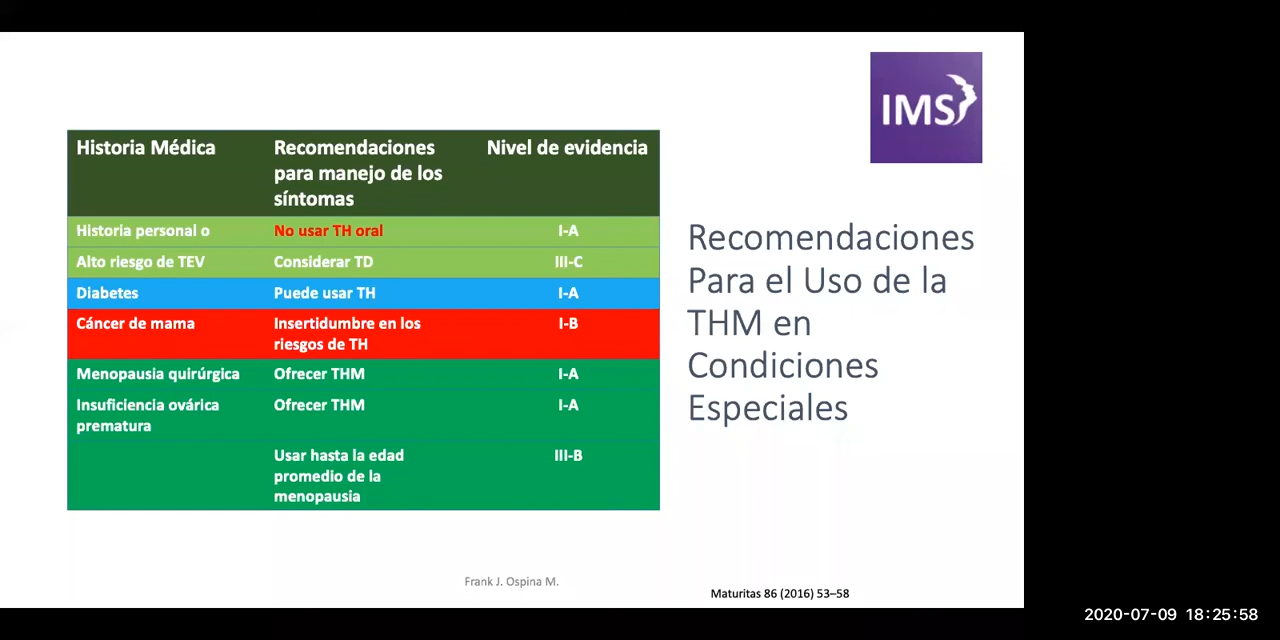 IMS
Historia Médica
Recomendaciones
para manejo de los
síntomas
Nivel de evidencia
Historia personal o
No usar TH oral
I-A
Alto riesgo de TEV
Considerar TD
III-C
Diabetes
Puede usar TH
I-A
Cáncer de mama
Insertidumbre en los
riesgos de TH
I-B
Menopausia quirúrgica
Ofrecer THM
I-A
Insuficiencia ovárica
prematura
Ofrecer THM
I-A
Usar hasta la edad
promedio de la
menopausia
III-B
Recomendaciones
Para el Uso de la
THM en
Condiciones
Especiales
Frank J. Ospina M.
Maturitas 86 (2016) 53–58
2020-07-09 18:25:58